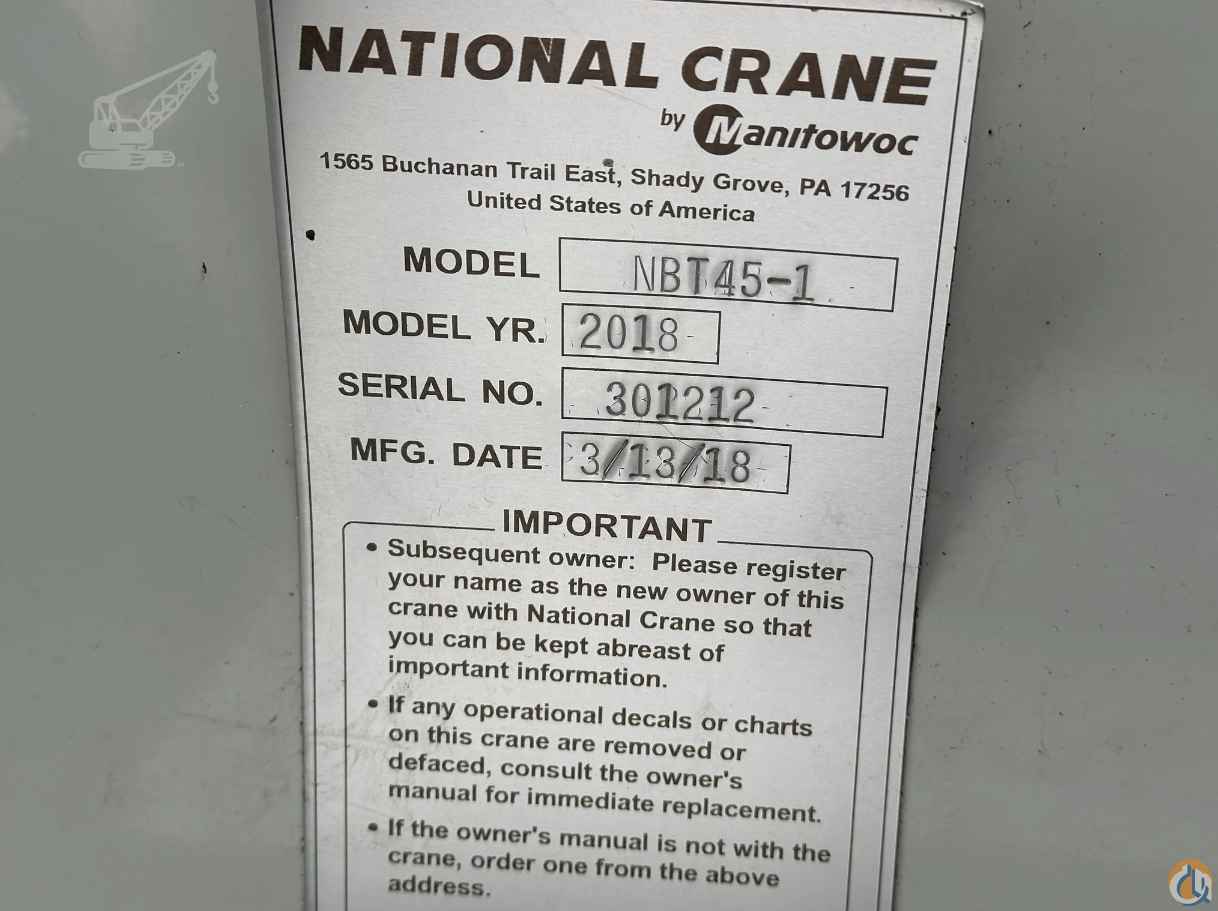 NATIONAL CRANE
by Manitowoc
1565 Buchanan Trail East, Shady Grove, PA 17256
United States of America
MODEL NBT45-1
MODEL YR. 2018
SERIAL NO. 301212
MFG. DATE 3/13/18
IMPORTANT
• Subsequent owner: Please register
your name as the new owner of this
crane with National Crane so that
you can be kept abreast of
important information.
• If any operational decals or charts
on this crane are removed or
defaced, consult the owner's
manual for immediate replacement.
• If the owner's manual is not with the
crane, order one from the above
address.